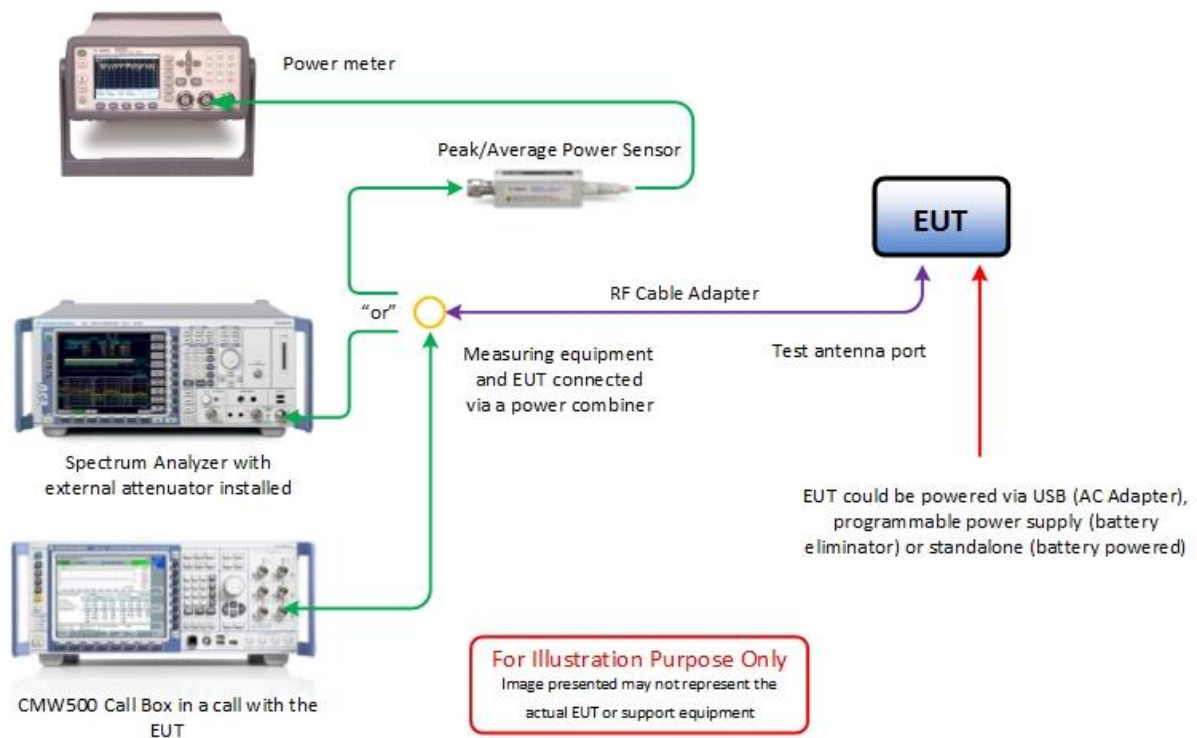 Power meter
Peak/Average Power Sensor
EUT
RF Cable Adapter
“or”
Measuring equipment
and EUT connected
via a power combiner
Test antenna port
Spectrum Analyzer with
external attenuator installed
EUT could be powered via USB (AC Adapter),
programmable power supply (battery
eliminator) or standalone (battery powered)
CMW500 Call Box in a call with the
EUT
For Illustration Purpose Only
Image presented may not represent the
actual EUT or support equipment